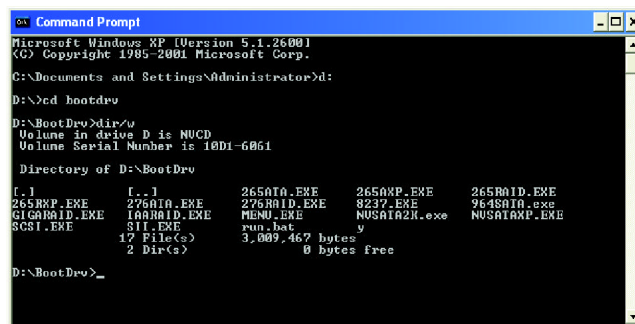 Command Prompt
Microsoft Windows XP [Version 5.1.2600]
(C) Copyright 1985-2001 Microsoft Corp.
C:\Documents and Settings\Administrator>d:
D:\>cd bootdrv
D:\BootDrv>dir/w
Volume in drive D is NVCD
Volume Serial Number is 10D1-6061
Directory of D:\BootDrv
[.] [..] 265ATA.EXE 265AXP.EXE 265RAID.EXE
265RXP.EXE 276ATA.EXE 276RAID.EXE 8237.EXE 964SATA.exe
GIGARAID.EXE IAARAID.EXE MENU.EXE NVSATA2K.exe NVSATAXP.EXE
SCSI.EXE SII.EXE run.bat y
17 File(s) 3,009,467 bytes
2 Dir(s) 0 bytes free
D:\BootDrv>_